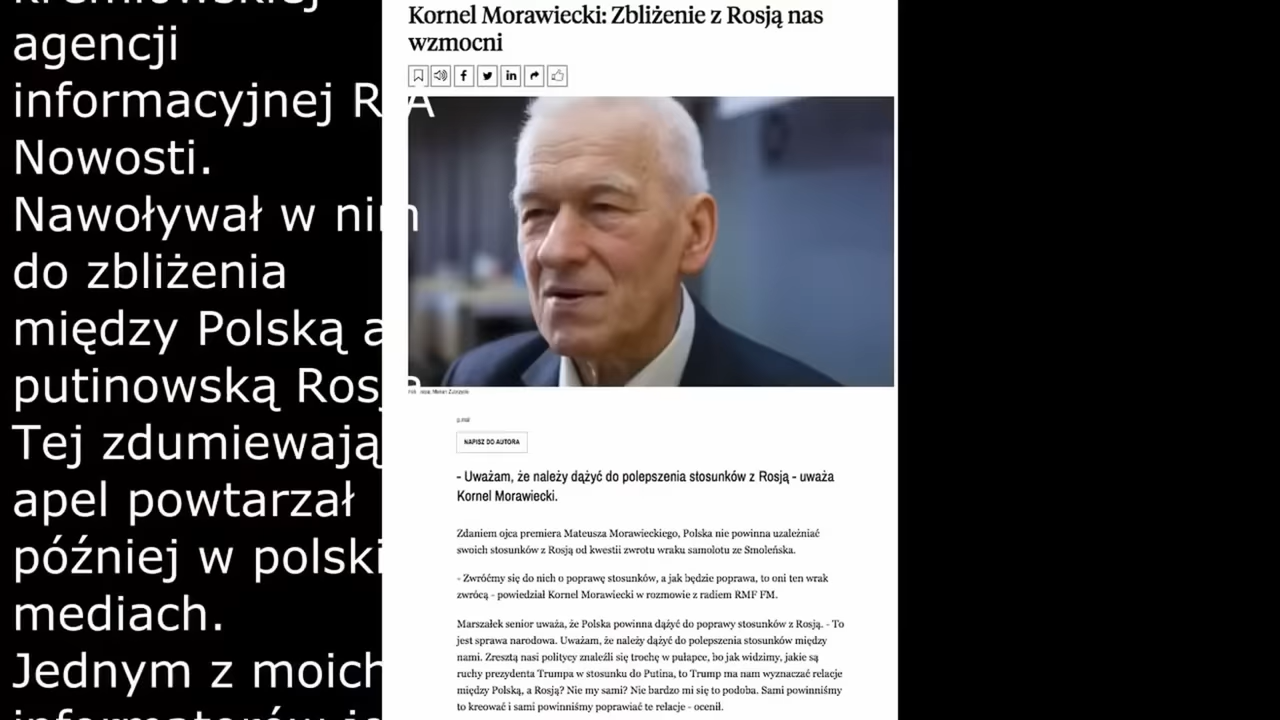 kremlowskiej
agencji
informacyjnej RIA
Nowosti.
Nawoływał w nim
do zbliżenia
między Polską a
putinowską Rosją
Tej zdumiewają
apel powtarzał
później w polski
mediach.
Jednym z moich
informatorów je
Kornel Morawiecki: Zbliżenie z Rosją nas
wzmocni
NAPISZ DO AUTORA
- Uważam, że należy dążyć do polepszenia stosunków z Rosją - uważa
Kornel Morawiecki.
Zdaniem ojca premiera Mateusza Morawieckiego, Polska nie powinna uzależniać
swoich stosunków z Rosją od kwestii zwrotu wraku samolotu ze Smoleńska.
- Zwróćmy się do nich o poprawę stosunków, a jak będzie poprawa, to oni ten wrak
zwrócą - powiedział Kornel Morawiecki w rozmowie z radiem RMF FM.
Marszałek senior uważa, że Polska powinna dążyć do poprawy stosunków z Rosją. - To
jest sprawa narodowa. Uważam, że należy dążyć do polepszenia stosunków między
nami. Zresztą nasi politycy znaleźli się trochę w pułapce, bo jak widzimy, jakie są
ruchy prezydenta Trumpa w stosunku do Putina, to Trump ma nam wyznaczać relacje
między Polską, a Rosją? Nie my sami? Nie bardzo mi się to podoba. Sami powinniśmy
to kreować i sami powinniśmy poprawiać te relacje - ocenił.